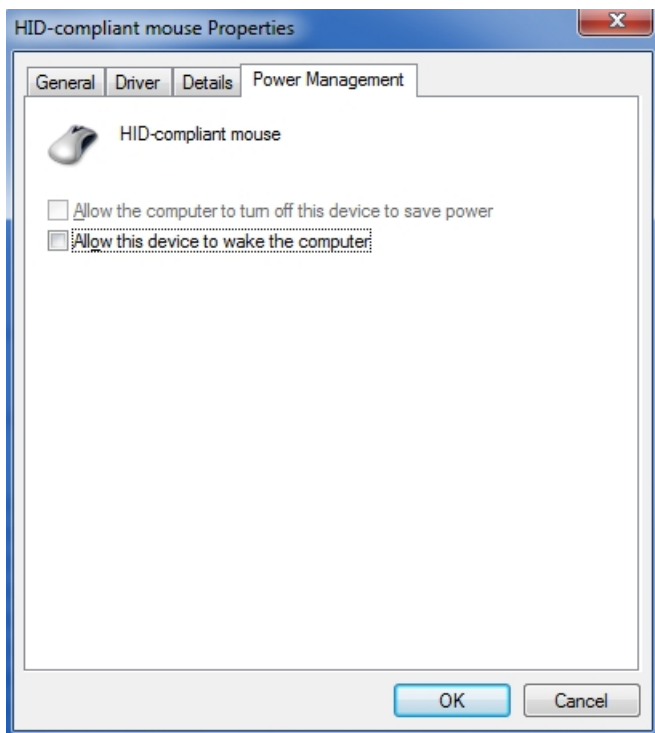 HID-compliant mouse Properties
General Driver Details Power Management
HID-compliant mouse
Allow the computer to turn off this device to save power
Allow this device to wake the computer
OK Cancel